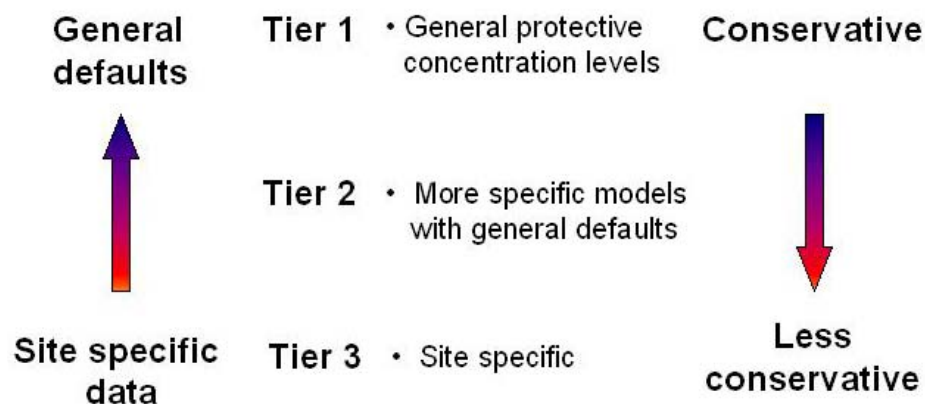 General
defaults
Tier 1 • General protective
concentration levels
Conservative
Tier 2 • More specific models
with general defaults
Site specific
data
Tier 3 • Site specific
Less
conservative